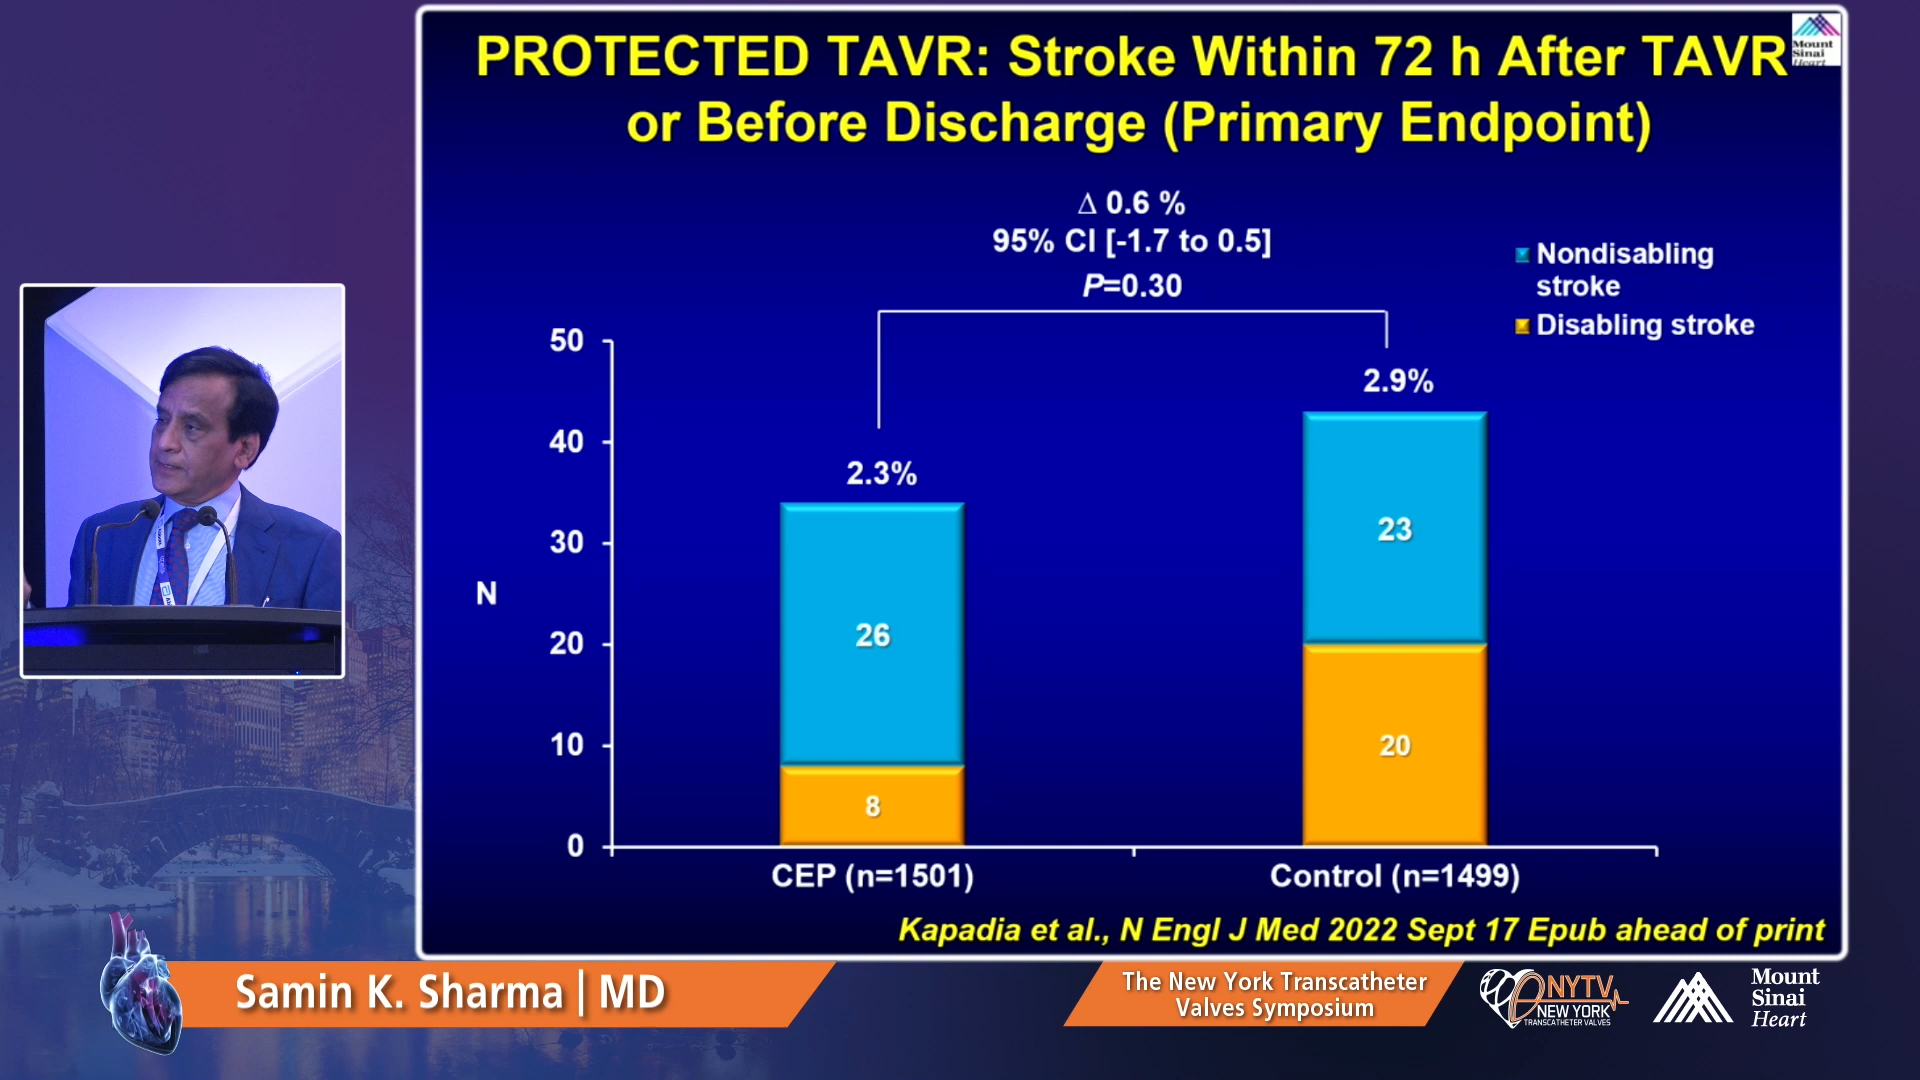 PROTECTED TAVR: Stroke Within 72 h After TAVR
or Before Discharge (Primary Endpoint)
Mount
Sinai
Heart
Δ 0.6 %
95% CI [-1.7 to 0.5]
P=0.30
Nondisabling
stroke
Disabling stroke
50
40
30
20
10
0
N
2.3%
26
8
2.9%
23
20
CEP (n=1501)
Control (n=1499)
Kapadia et al., N Engl J Med 2022 Sept 17 Epub ahead of print
Samin K. Sharma | MD
The New York Transcatheter
Valves Symposium
NYTV
NEW YORK
TRANSCATHETER VALVES
Mount
Sinai
Heart